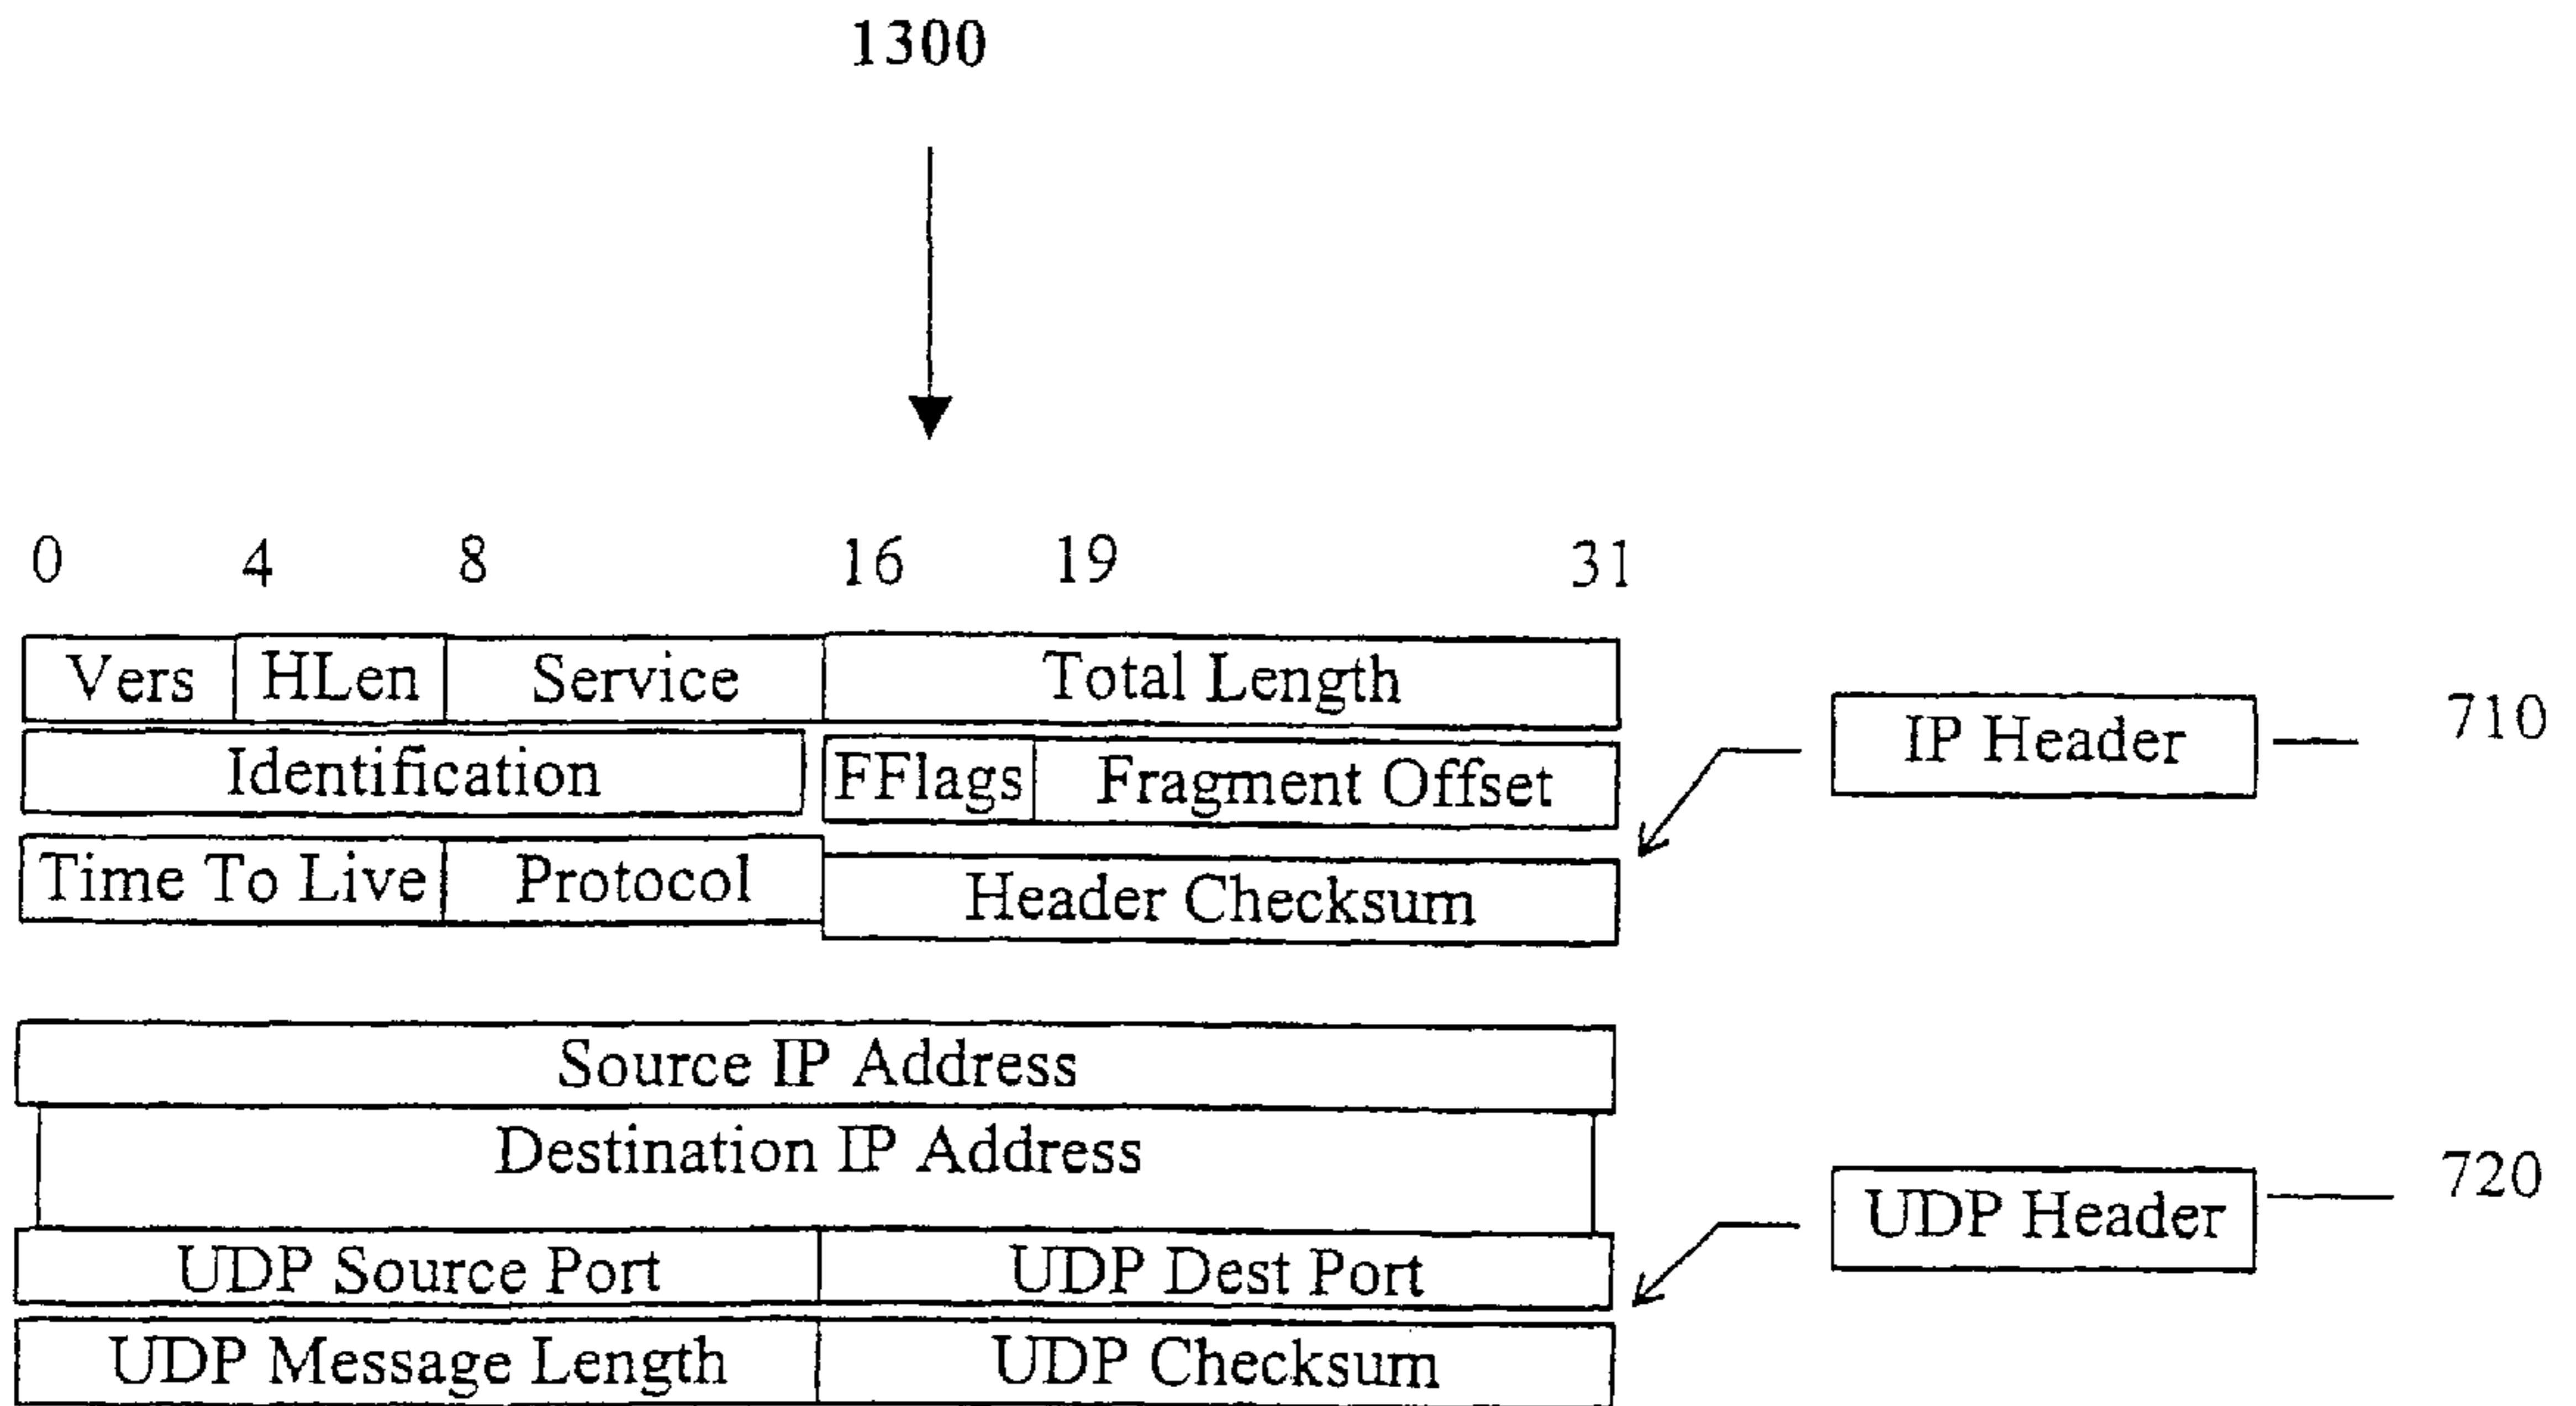 1300
0 4 8 16 19 31
Vers HLen Service Total Length
IP Header 710
Identification FFlags Fragment Offset
Time To Live Protocol Header Checksum
Source IP Address
Destination IP Address
UDP Header 720
UDP Source Port UDP Dest Port
UDP Message Length UDP Checksum